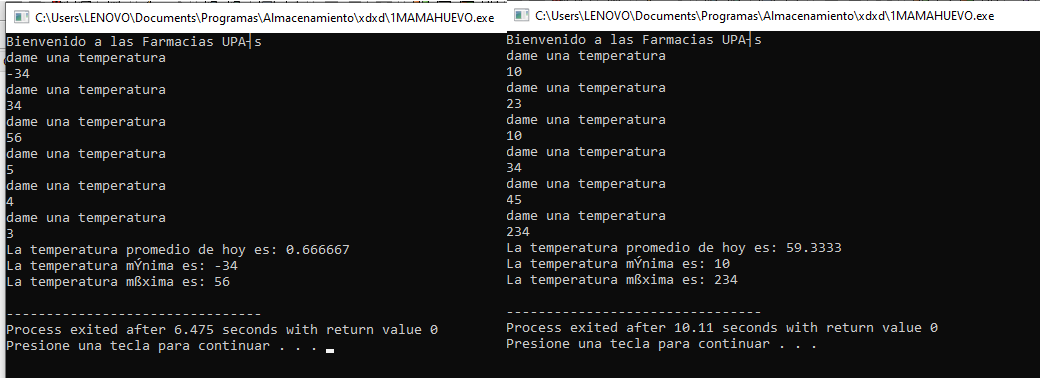 C:\Users\LENOVO\Documents\Programas\Almacenamiento\xdxd\1MAMAHUEVO.exe
Bienvenido a las Farmacias UPA┤s
dame una temperatura
-34
dame una temperatura
34
dame una temperatura
56
dame una temperatura
5
dame una temperatura
4
dame una temperatura
3
La temperatura promedio de hoy es: 0.666667
La temperatura mÝnima es: -34
La temperatura mßxima es: 56
--------------------------------
Process exited after 6.475 seconds with return value 0
Presione una tecla para continuar . . .
C:\Users\LENOVO\Documents\Programas\Almacenamiento\xdxd\1MAMAHUEVO.exe
Bienvenido a las Farmacias UPA┤s
dame una temperatura
10
dame una temperatura
23
dame una temperatura
10
dame una temperatura
34
dame una temperatura
45
dame una temperatura
234
La temperatura promedio de hoy es: 59.3333
La temperatura mÝnima es: 10
La temperatura mßxima es: 234
--------------------------------
Process exited after 10.11 seconds with return value 0
Presione una tecla para continuar . . .